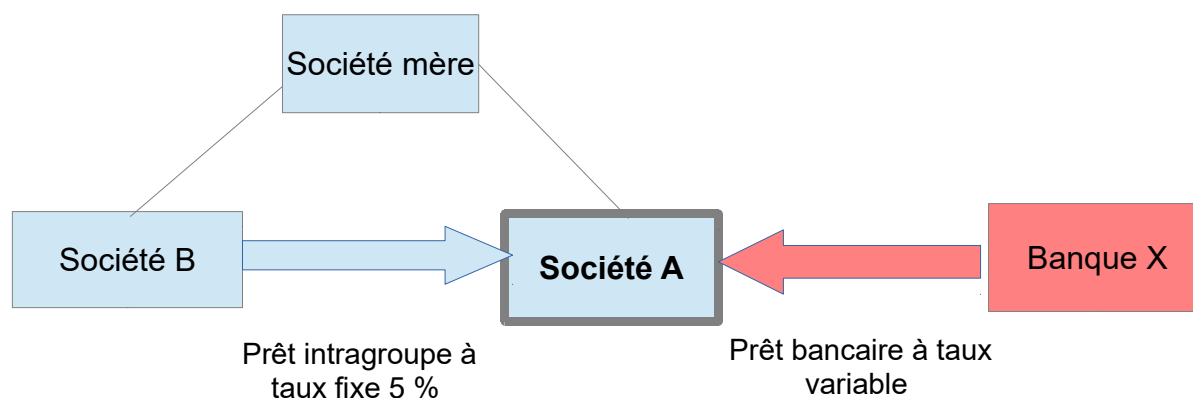 Société mère
Société B
Société A
Banque X
Prêt intragroupe à
taux fixe 5 %
Prêt bancaire à taux
variable